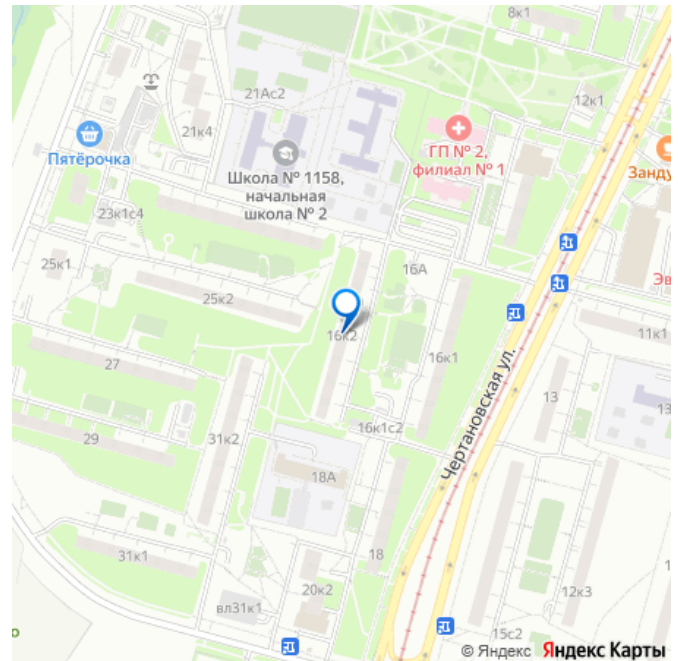 8к1
12к1
21Ас2
21к4
Пятёрочка
ГП № 2,
филиал № 1
Школа № 1158,
начальная
школа № 2
Занду
23к1с4
25к1
16А
Эв
25к2
16к2
16к1
11к1
27
Чертановская ул.
13
13
29
31к2
16к1с2
18А
18
31к1
20к2
12к3
1
вл31к1
о
15с2
© Яндекс Яндекс Карты